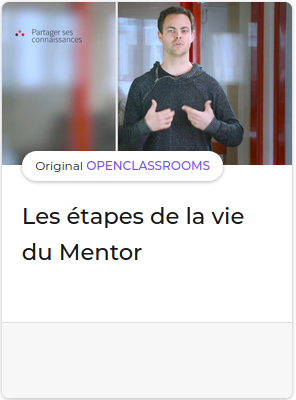 Partager ses
connaissances
Original OPENCLASSROOMS
Les étapes de la vie
du Mentor